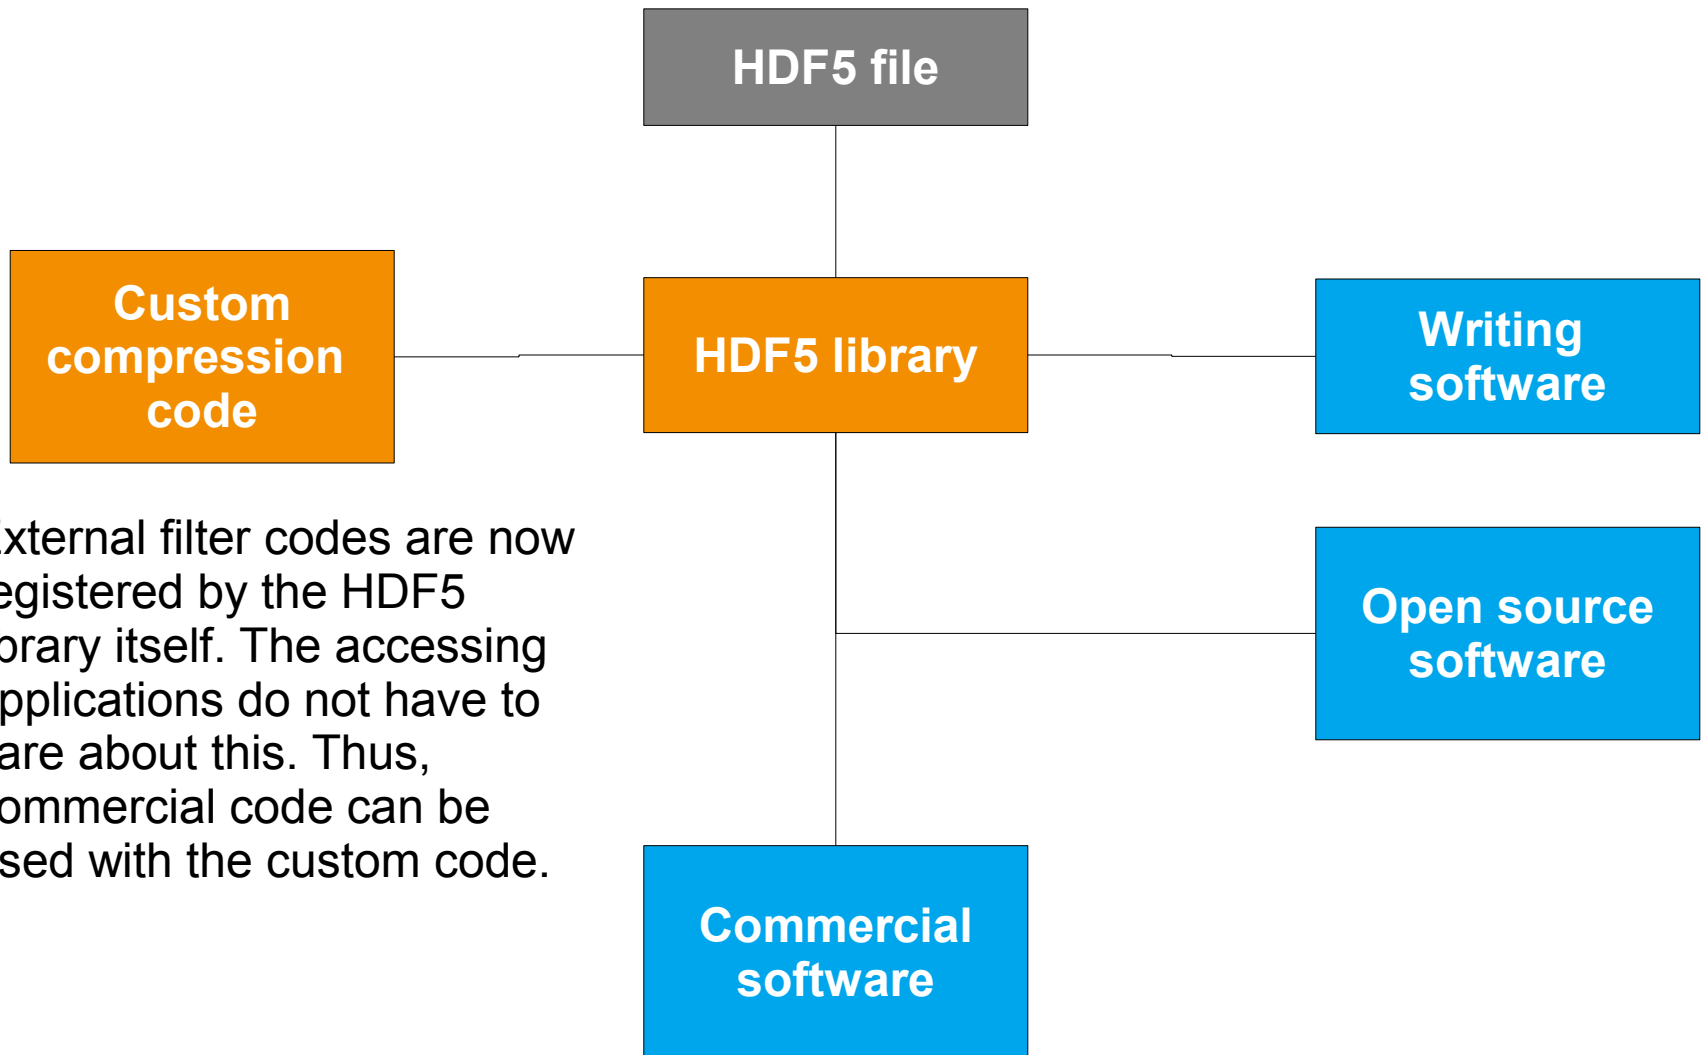 HDF5 file
Custom
compression
code
HDF5 library
Writing
software
External filter codes are now
egistered by the HDF5
brary itself. The accessing
pplications do not have to
are about this. Thus,
ommercial code can be
sed with the custom code.
Open source
software
Commercial
software